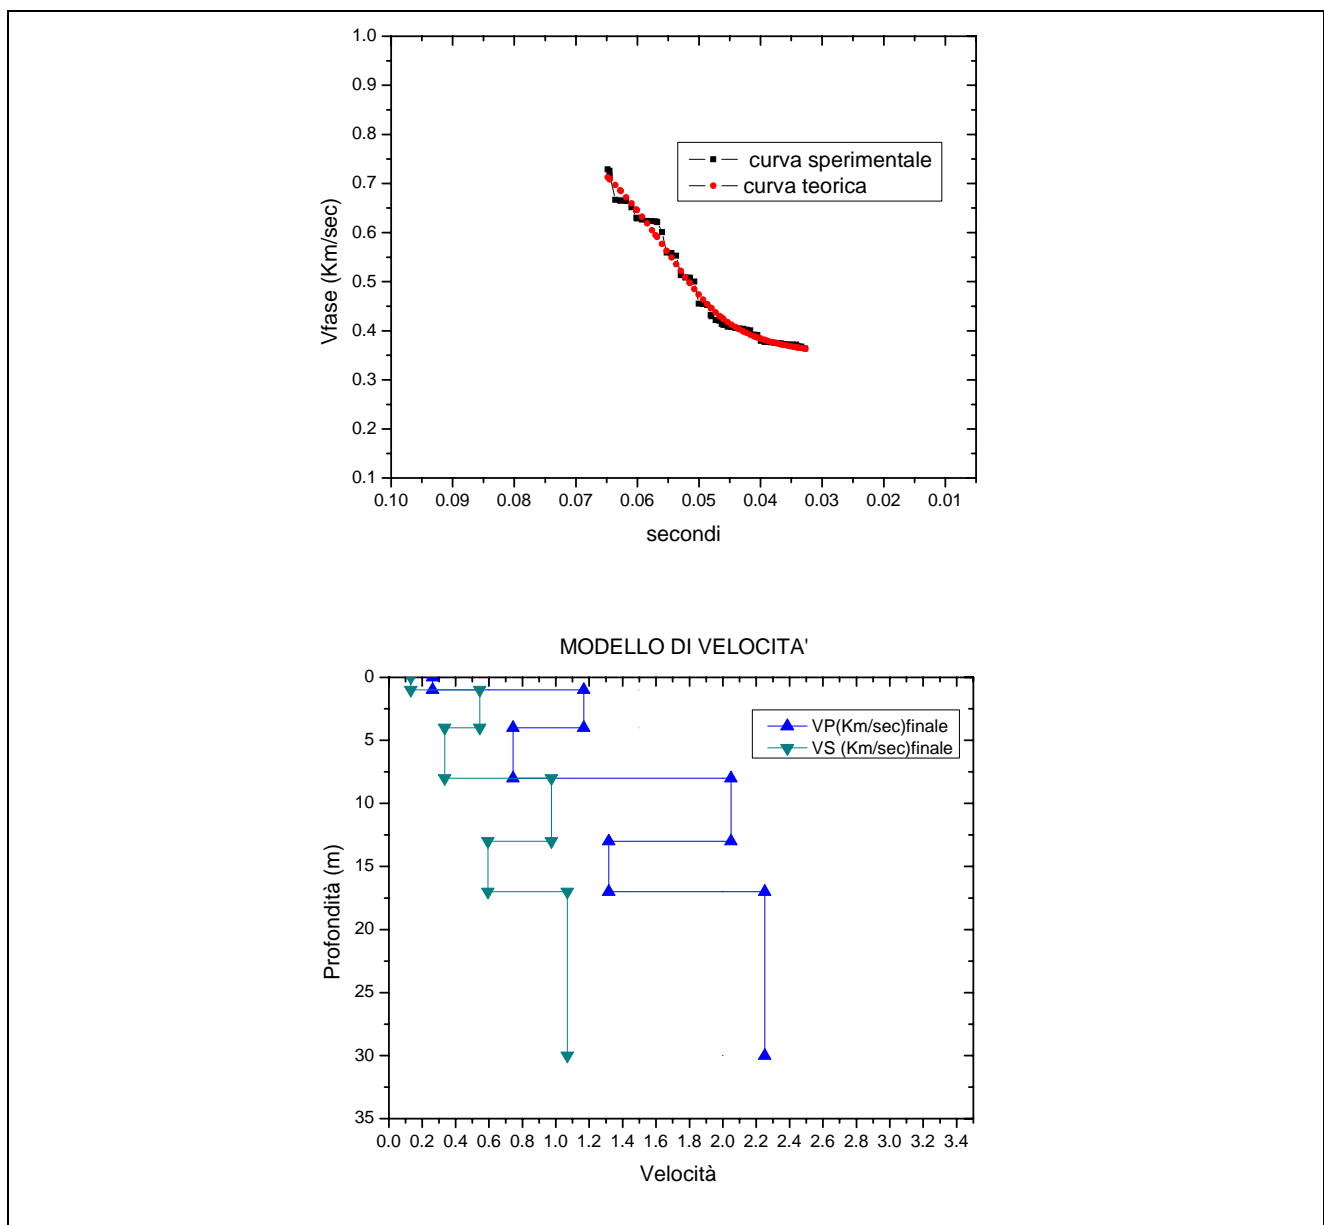 1.0
0.9
0.8
0.7
0.6
0.5
0.4
0.3
0.2
0.1
Vfase (Km/sec)
curva sperimentale
curva teorica
0.10 0.09 0.08 0.07 0.06 0.05 0.04 0.03 0.02 0.01
secondi
MODELLO DI VELOCITA'
0
5
10
15
20
25
30
35
Profondità (m)
VP(Km/sec)finale
VS (Km/sec)finale
0.0 0.2 0.4 0.6 0.8 1.0 1.2 1.4 1.6 1.8 2.0 2.2 2.4 2.6 2.8 3.0 3.2 3.4
Velocità